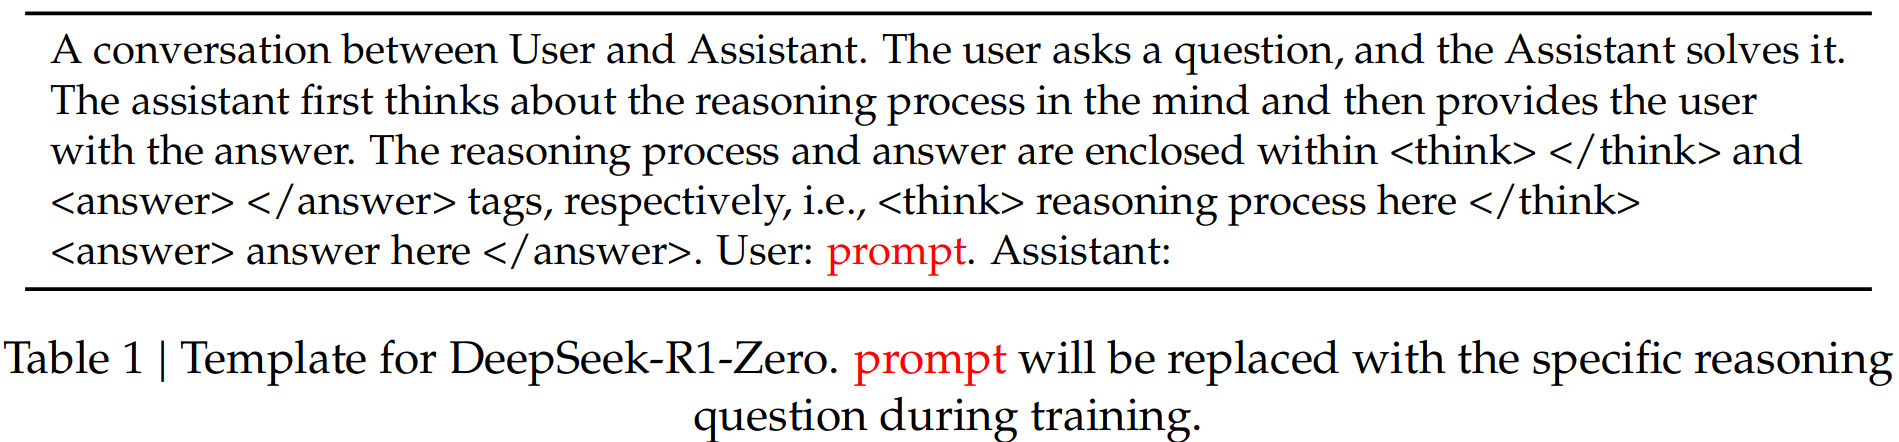 A conversation between User and Assistant. The user asks a question, and the Assistant solves it.
The assistant first thinks about the reasoning process in the mind and then provides the user
with the answer. The reasoning process and answer are enclosed within <think> </think> and
<answer> </answer> tags, respectively, i.e., <think> reasoning process here </think>
<answer> answer here </answer>. User: prompt. Assistant:
Table 1 | Template for DeepSeek-R1-Zero. prompt will be replaced with the specific reasoning
question during training.